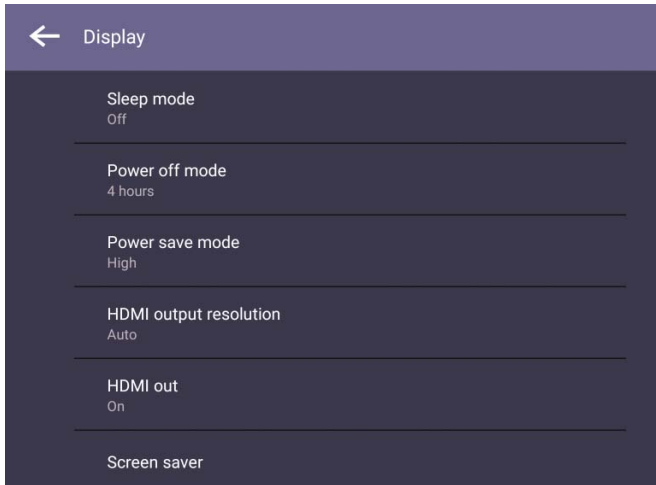 Display
Sleep mode
Off
Power off mode
4 hours
Power save mode
High
HDMI output resolution
Auto
HDMI out
On
Screen saver